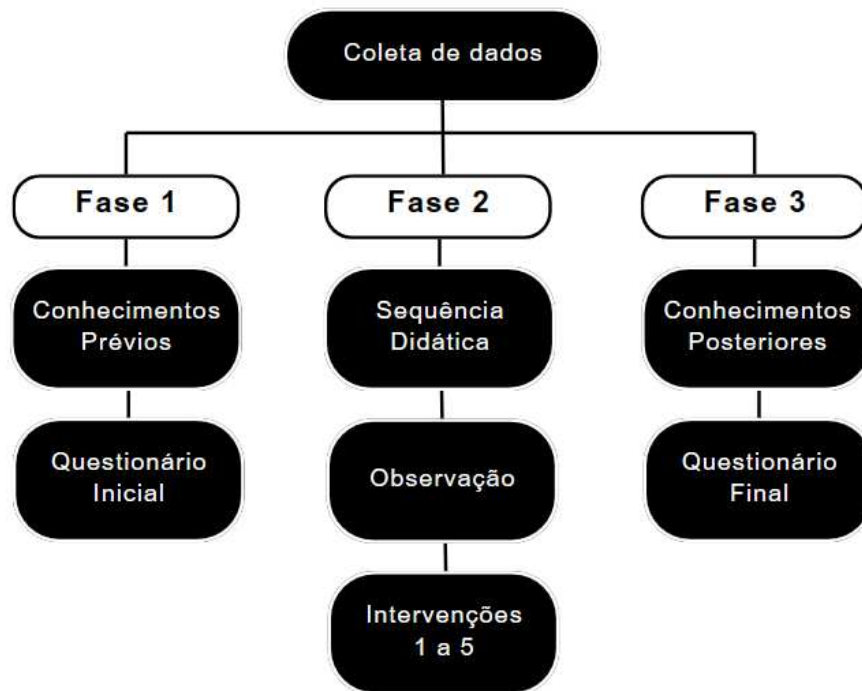 Coleta de dados
Fase 1
Fase 2
Fase 3
Conhecimentos
Prévios
Sequência
Didática
Conhecimentos
Posteriores
Questionário
Inicial
Observação
Questionário
Final
Intervenções
1 a 5